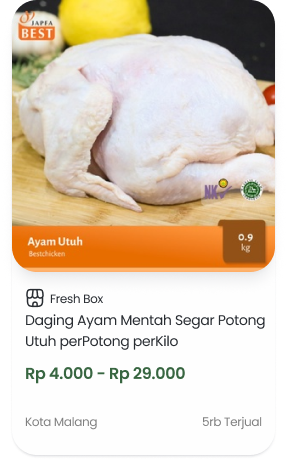 JAPFA
BEST
NKV
Ayam Utuh
Bestchicken
0.9
kg
Fresh Box
Daging Ayam Mentah Segar Potong
Utuh perPotong perKilo
Rp 4.000 - Rp 29.000
Kota Malang
5rb Terjual